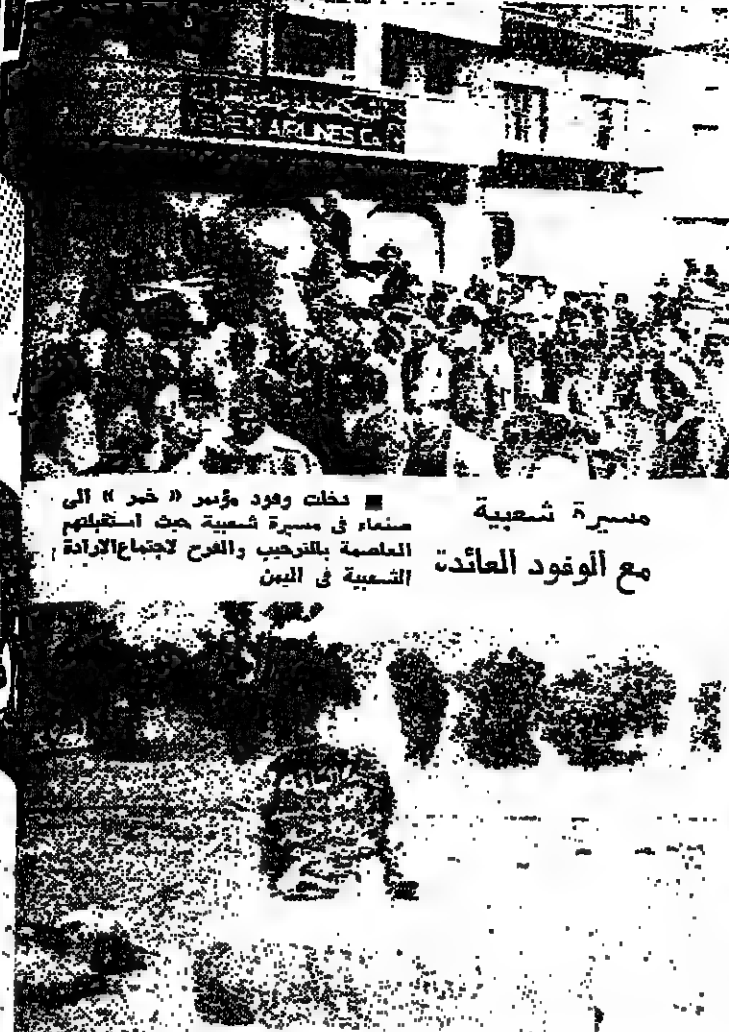 AIRLINES Co.
مسيرة شعبية
مع الوفود العائدة
■ دخلت وفود مؤتمر « خمر » الى
صنعاء فى مسيرة شعبية حيث استقبلتهم
العاصمة بالترحيب والفرح لاجتماع الارادة
الشعبية فى اليمن